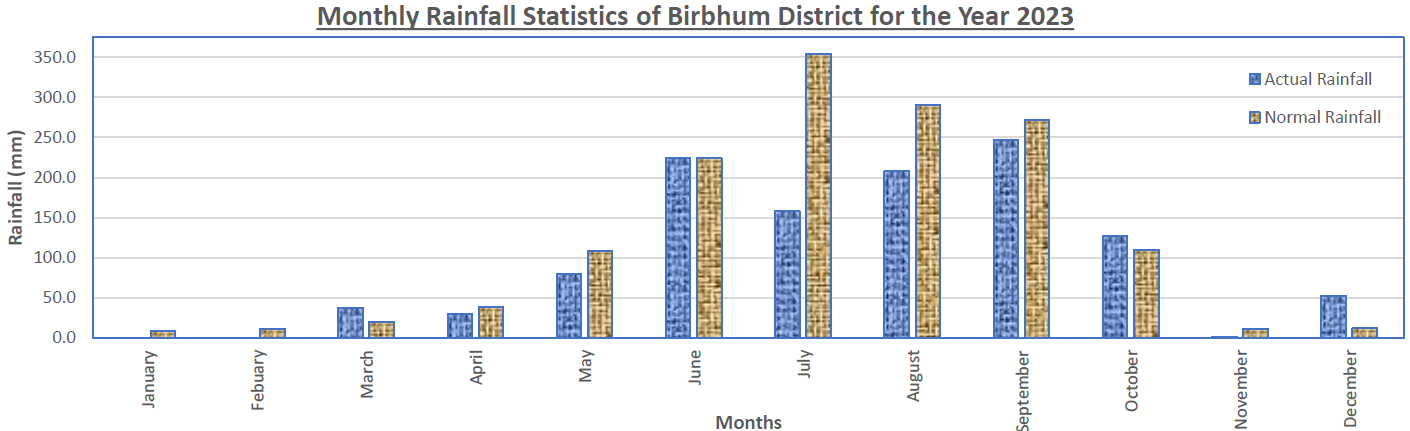 Monthly Rainfall Statistics of Birbhum District for the Year 2023
350.0
300.0
250.0
200.0
150.0
100.0
50.0
0.0
Rainfall (mm)
Actual Rainfall
Normal Rainfall
January
Febuary
March
April
May
June
July
August
September
October
November
December
Months